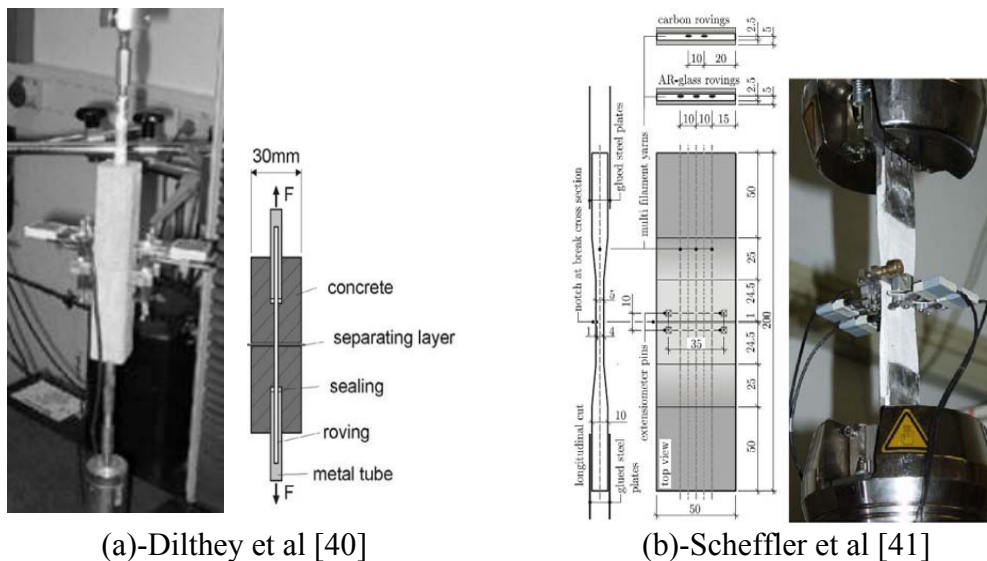 30mm
F
concrete
separating layer
sealing
roving
metal tube
F
carbon rovings
2.5
5
10
20
AR-glass rovings
2.5
5
10
10
15
glued steel plates
multi filament yarns
notch at break cross section
10
1
4
35
extensiometer pins
10
longitudinal cut
glued steel
plates
top view
50
50
25
24.5
1
24.5
25
50
200
(a)-Dilthey et al [40]
(b)-Scheffler et al [41]